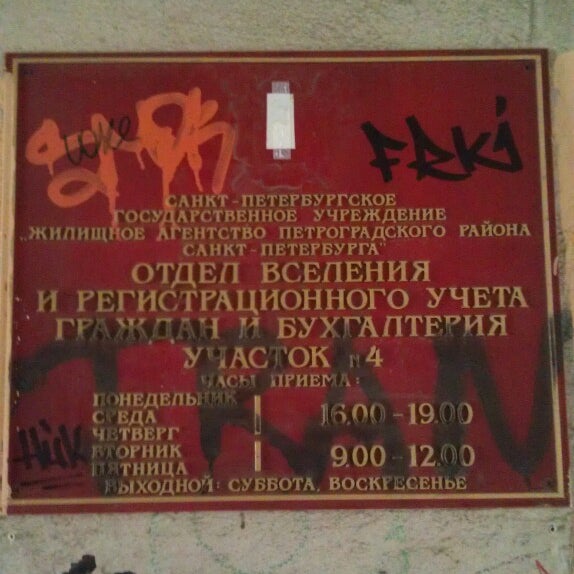 FRKi
САНКТ-ПЕТЕРБУРГСКОЕ
ГОСУДАРСТВЕННОЕ УЧРЕЖДЕНИЕ
„ЖИЛИЩНОЕ АГЕНТСТВО ПЕТРОГРАДСКОГО РАЙОНА
САНКТ-ПЕТЕРБУРГА"
ОТДЕЛ ВСЕЛЕНИЯ
И РЕГИСТРАЦИОННОГО УЧЕТА
ГРАЖДАН И БУХГАЛТЕРИЯ
УЧАСТОК N4
ЧАСЫ ПРИЕМА:
ПОНЕДЕЛЬНИК
СРЕДА 16.00-19.00
ЧЕТВЕРГ
ВТОРНИК 9.00-12.00
ПЯТНИЦА
ВЫХОДНОЙ: СУББОТА, ВОСКРЕСЕНЬЕ